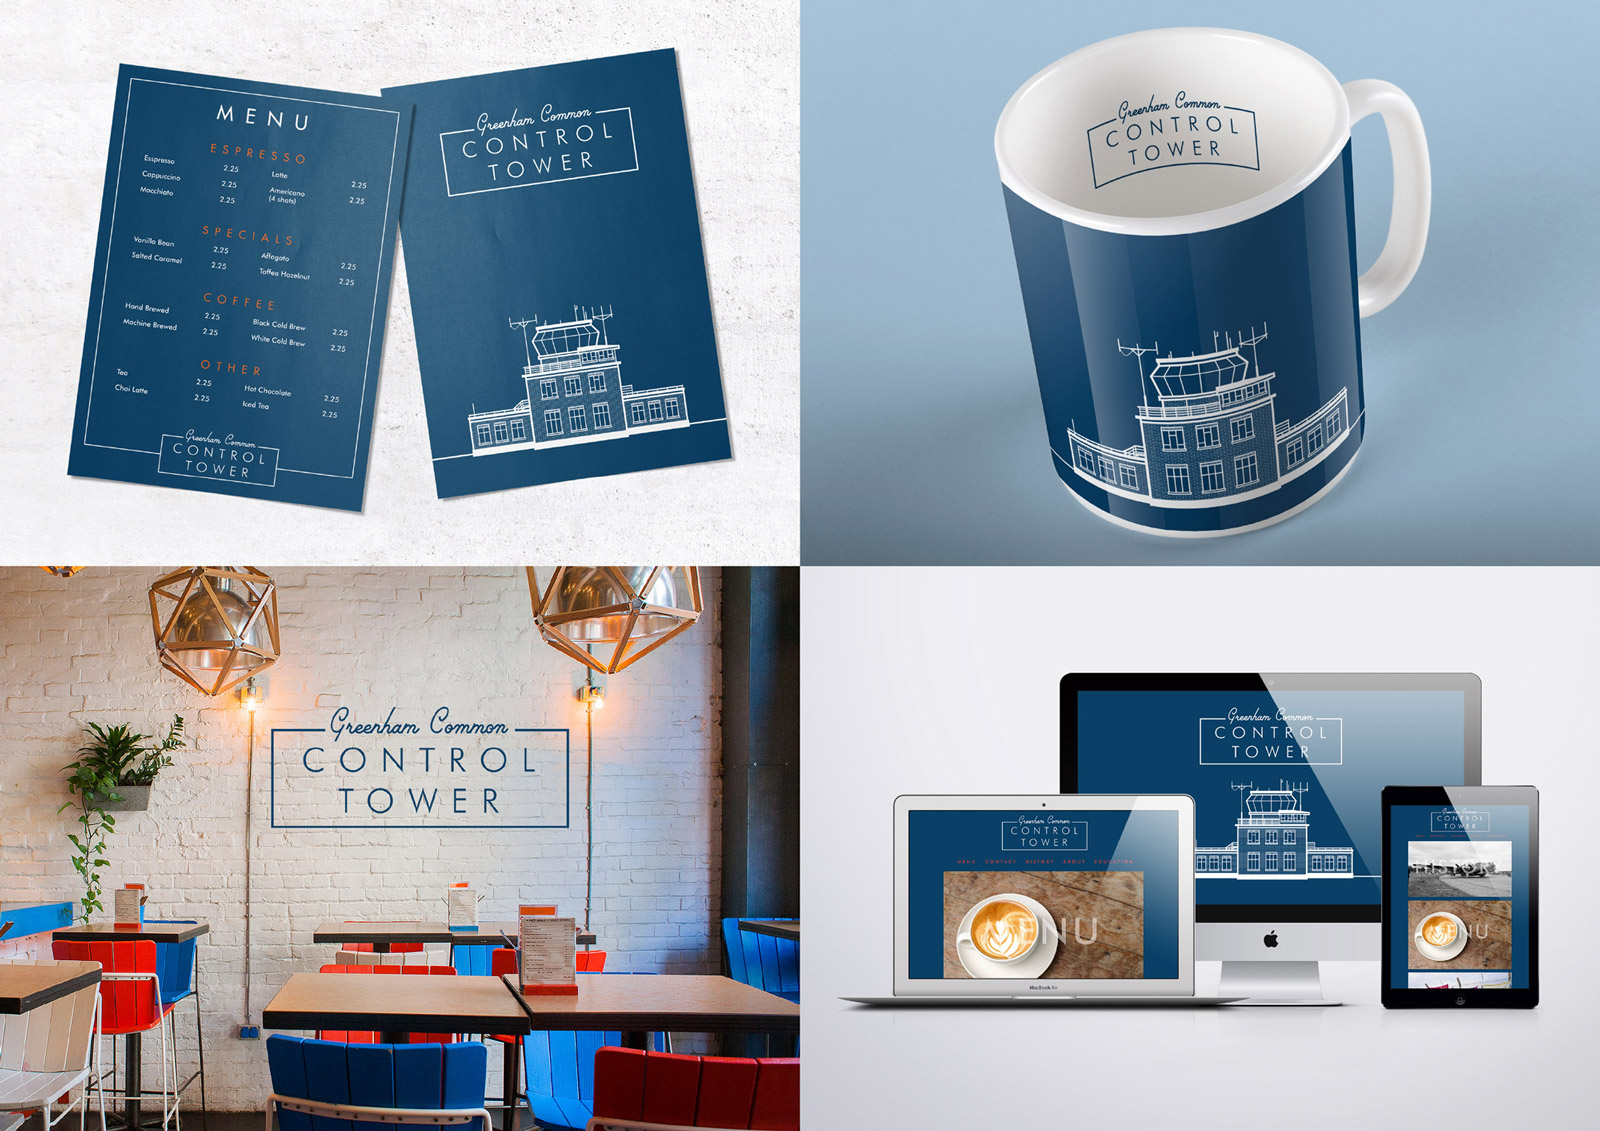 MENU
ESPRESSO
Esspresso 2.25 Latte 2.25
Cappuccino 2.25 Americano (4 shots) 2.25
Macchiato 2.25
SPECIALS
Vanilla Bean 2.25 Affogato 2.25
Salted Caramel 2.25 Toffee Hazelnut 2.25
COFFEE
Hand Brewed 2.25 Black Cold Brew 2.25
Machine Brewed 2.25 White Cold Brew 2.25
OTHER
Tea 2.25 Hot Chocolate 2.25
Chai Latte 2.25 Iced Tea 2.25
Greenham Common
CONTROL
TOWER
Greenham Common
CONTROL
TOWER
Greenham Common
CONTROL
TOWER
Greenham Common
CONTROL
TOWER
Greenham Common
CONTROL
TOWER
Greenham Common
CONTROL
TOWER
MENU CONTACT HISTORY ABOUT EDUCATION
MENU
MacBook Air
Greenham Common
CONTROL
TOWER
HISTORY
MENU